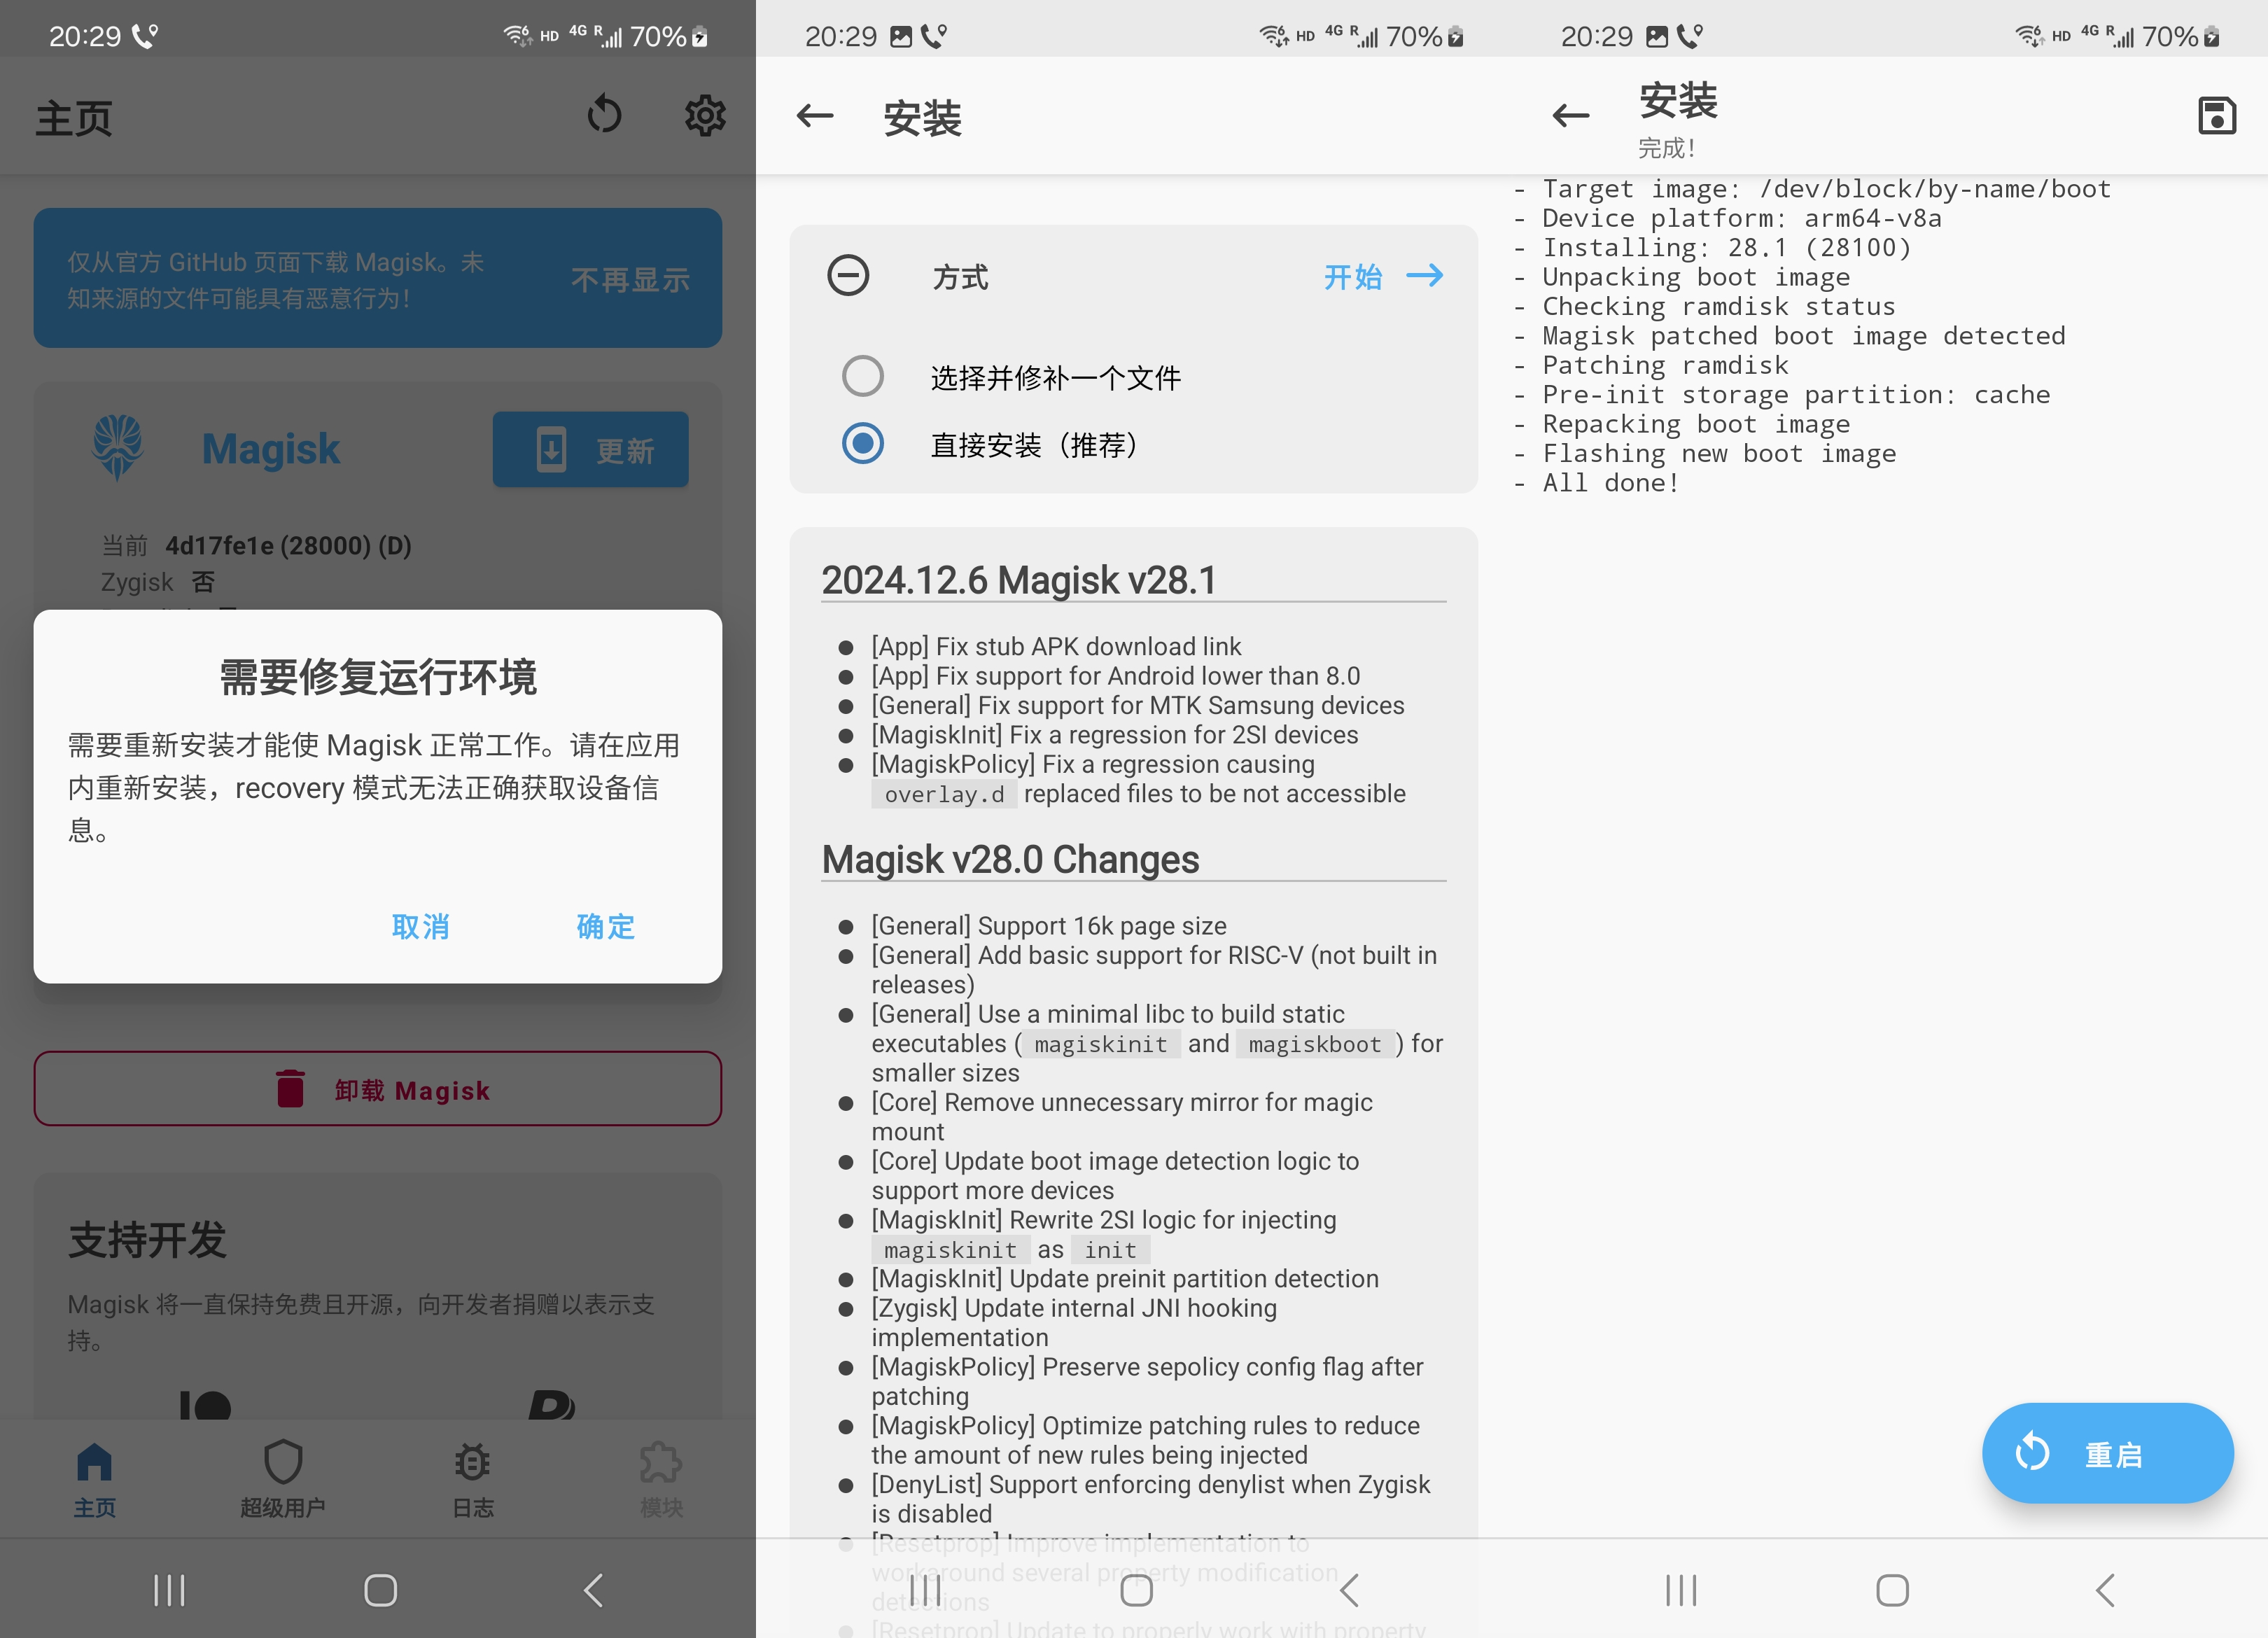 20:29
HD 4G R 70%
主页
仅从官方 GitHub 页面下载 Magisk。未
知来源的文件可能具有恶意行为！
不再显示
Magisk
更新
当前 4d17fe1e (28000) (D)
Zygisk 否
需要修复运行环境
需要重新安装才能使 Magisk 正常工作。请在应用
内重新安装，recovery 模式无法正确获取设备信
息。
取消
确定
卸载 Magisk
支持开发
Magisk 将一直保持免费且开源，向开发者捐赠以表示支
持。
主页
超级用户
日志
模块
20:29
HD 4G R 70%
安装
方式
开始
选择并修补一个文件
直接安装（推荐）
2024.12.6 Magisk v28.1
[App] Fix stub APK download link
[App] Fix support for Android lower than 8.0
[General] Fix support for MTK Samsung devices
[MagiskInit] Fix a regression for 2SI devices
[MagiskPolicy] Fix a regression causing
overlay.d replaced files to be not accessible
Magisk v28.0 Changes
[General] Support 16k page size
[General] Add basic support for RISC-V (not built in
releases)
[General] Use a minimal libc to build static
executables ( magiskinit and magiskboot ) for
smaller sizes
[Core] Remove unnecessary mirror for magic
mount
[Core] Update boot image detection logic to
support more devices
[MagiskInit] Rewrite 2SI logic for injecting
magiskinit as init
[MagiskInit] Update preinit partition detection
[Zygisk] Update internal JNI hooking
implementation
[MagiskPolicy] Preserve sepolicy config flag after
patching
[MagiskPolicy] Optimize patching rules to reduce
the amount of new rules being injected
[DenyList] Support enforcing denylist when Zygisk
is disabled
[Resetprop] Improve implementation to
workaround several property modification
detections
[Resetprop] Update to properly work with property
20:29
HD 4G R 70%
安装
完成！
- Target image: /dev/block/by-name/boot
- Device platform: arm64-v8a
- Installing: 28.1 (28100)
- Unpacking boot image
- Checking ramdisk status
- Magisk patched boot image detected
- Patching ramdisk
- Pre-init storage partition: cache
- Repacking boot image
- Flashing new boot image
- All done!
重启